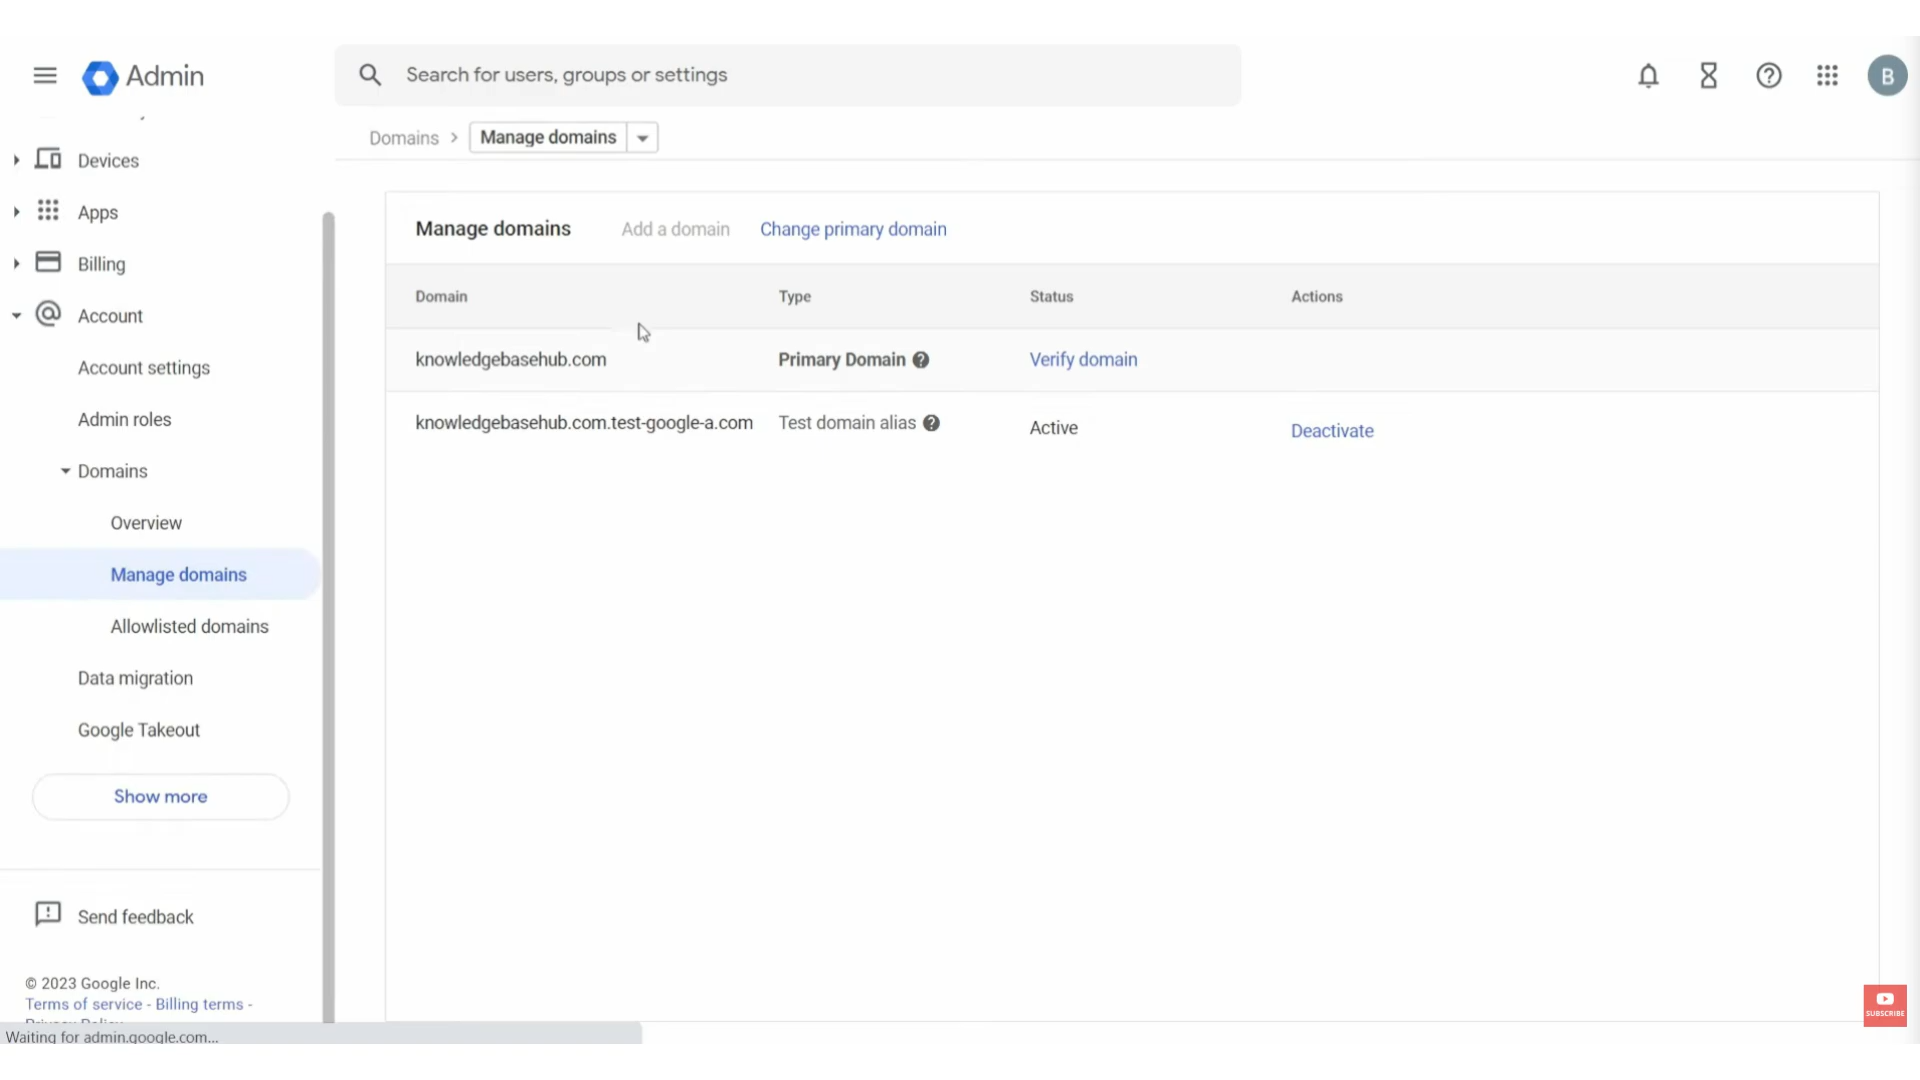 Admin
Search for users, groups or settings
B
Domains
Manage domains
Devices
Apps
Billing
Account
Account settings
Admin roles
Domains
Overview
Manage domains
Allowlisted domains
Data migration
Google Takeout
Show more
Send feedback
© 2023 Google Inc.
Terms of service - Billing terms -
Privacy Policy
Waiting for admin.google.com...
Manage domains Add a domain Change primary domain
Domain Type Status Actions
knowledgebasehub.com Primary Domain Verify domain
knowledgebasehub.com.test-google-a.com Test domain alias Active Deactivate
SUBSCRIBE